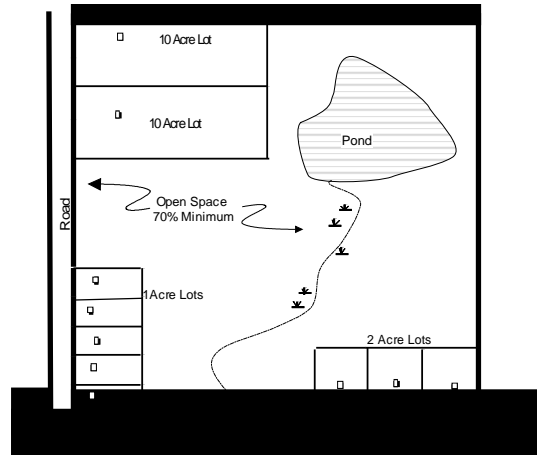 10 Acre Lot
10 Acre Lot
Pond
Open Space
70% Minimum
Road
1Acre Lots
2 Acre Lots